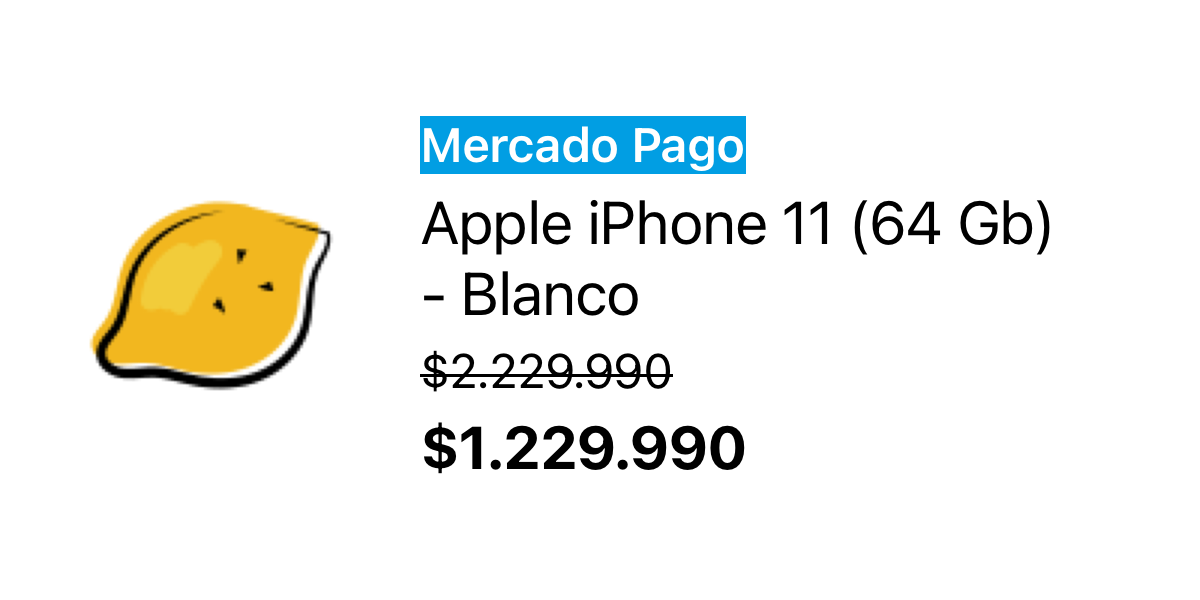 Mercado Pago
Apple iPhone 11 (64 Gb)
- Blanco
$2.229.990
$1.229.990